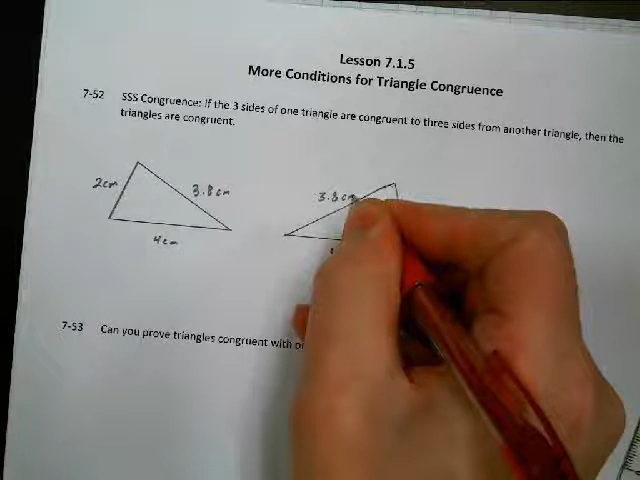 Lesson 7.1.5
More Conditions for Triangle Congruence
7-52 SSS Congruence: If the 3 sides of one triangle are congruent to three sides from another triangle, then the
triangles are congruent.
2cm 3.8cm 3.8cm
4cm
7-53 Can you prove triangles congruent with